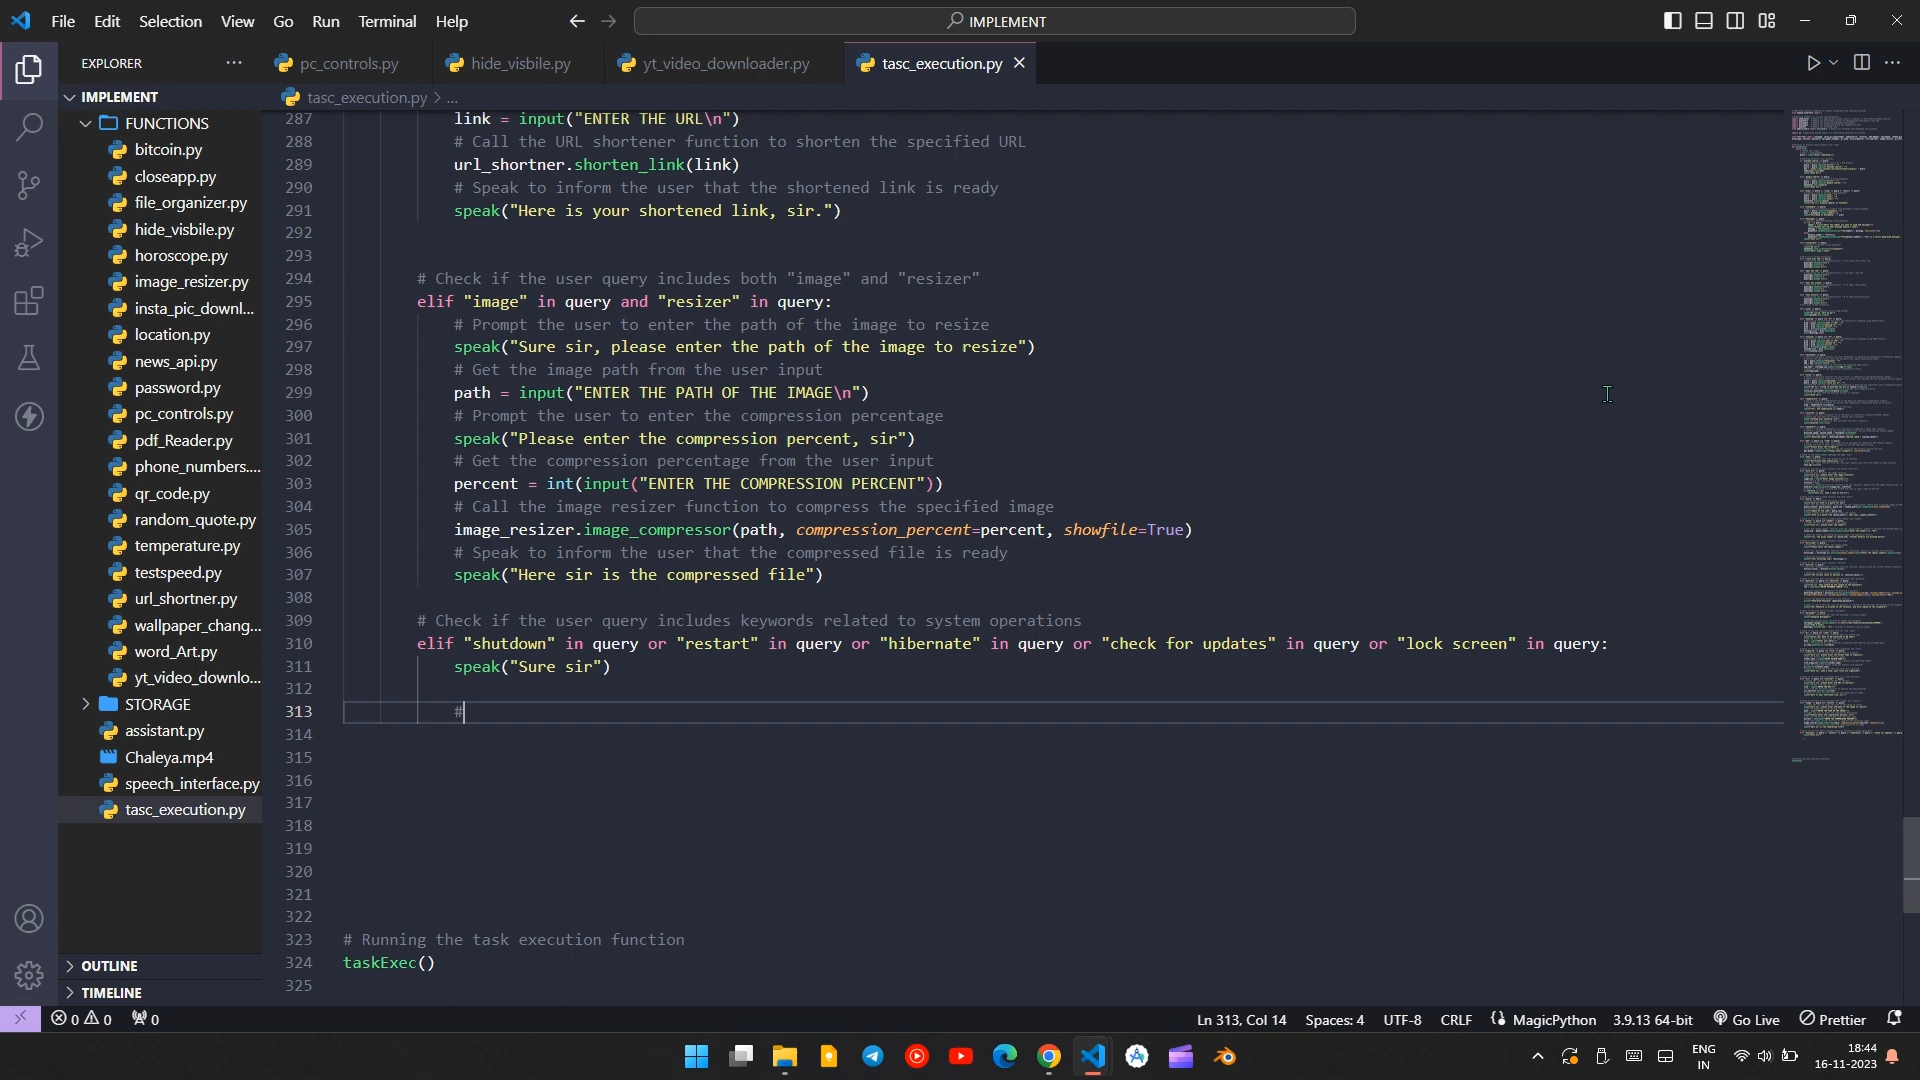 File Edit Selection View Go Run Terminal Help
IMPLEMENT
EXPLORER
pc_controls.py
hide_visbile.py
yt_video_downloader.py
tasc_execution.py
IMPLEMENT
tasc_execution.py > ...
FUNCTIONS
bitcoin.py
closeapp.py
file_organizer.py
hide_visbile.py
horoscope.py
image_resizer.py
insta_pic_downl...
location.py
news_api.py
password.py
pc_controls.py
pdf_Reader.py
phone_numbers....
qr_code.py
random_quote.py
temperature.py
testspeed.py
url_shortner.py
wallpaper_chang...
word_Art.py
yt_video_downlo...
STORAGE
assistant.py
Chaleya.mp4
speech_interface.py
tasc_execution.py
OUTLINE
TIMELINE
287 link = input("ENTER THE URL\n")
288 # Call the URL shortener function to shorten the specified URL
289 url_shortner.shorten_link(link)
290 # Speak to inform the user that the shortened link is ready
291 speak("Here is your shortened link, sir.")
292
293
294 # Check if the user query includes both "image" and "resizer"
295 elif "image" in query and "resizer" in query:
296 # Prompt the user to enter the path of the image to resize
297 speak("Sure sir, please enter the path of the image to resize")
298 # Get the image path from the user input
299 path = input("ENTER THE PATH OF THE IMAGE\n")
300 # Prompt the user to enter the compression percentage
301 speak("Please enter the compression percent, sir")
302 # Get the compression percentage from the user input
303 percent = int(input("ENTER THE COMPRESSION PERCENT"))
304 # Call the image resizer function to compress the specified image
305 image_resizer.image_compressor(path, compression_percent=percent, showfile=True)
306 # Speak to inform the user that the compressed file is ready
307 speak("Here sir is the compressed file")
308
309 # Check if the user query includes keywords related to system operations
310 elif "shutdown" in query or "restart" in query or "hibernate" in query or "check for updates" in query or "lock screen" in query:
311 speak("Sure sir")
312
313 #
314
315
316
317
318
319
320
321
322
323 # Running the task execution function
324 taskExec()
325
0 0 0
Ln 313, Col 14 Spaces: 4 UTF-8 CRLF MagicPython 3.9.13 64-bit Go Live Prettier
ENG
IN
18:44
16-11-2023